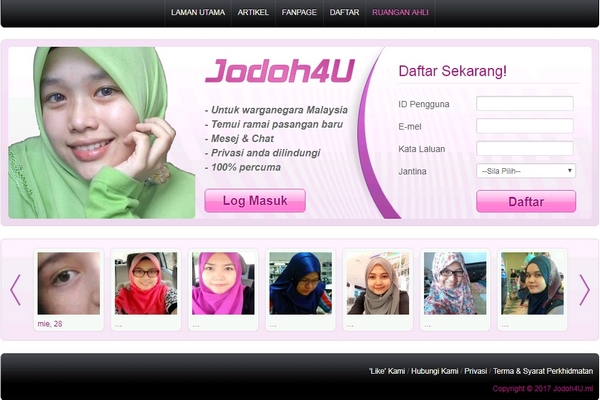 LAMAN UTAMA
ARTIKEL
FANPAGE
DAFTAR
RUANGAN AHLI
Jodoh4U
- Untuk warganegara Malaysia
- Temui ramai pasangan baru
- Mesej & Chat
- Privasi anda dilindungi
- 100% percuma
Log Masuk
Daftar Sekarang!
ID Pengguna
E-mel
Kata Laluan
Jantina
--Sila Pilih--
Daftar
mie, 28
...
...
...
...
...
...
'Like' Kami / Hubungi Kami / Privasi / Terma & Syarat Perkhidmatan
Copyright © 2017 Jodoh4U.ml